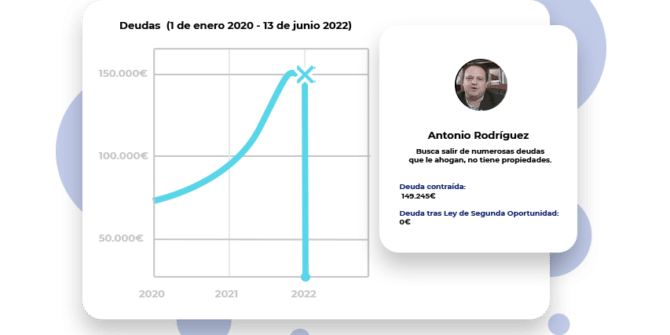 Deudas (1 de enero 2020 - 13 de junio 2022)
150.000€
100.000€
50.000€
2020
2021
2022
Antonio Rodríguez
Busca salir de numerosas deudas
que le ahogan, no tiene propiedades.
Deuda contraída:
149.245€
Deuda tras Ley de Segunda Oportunidad:
0€